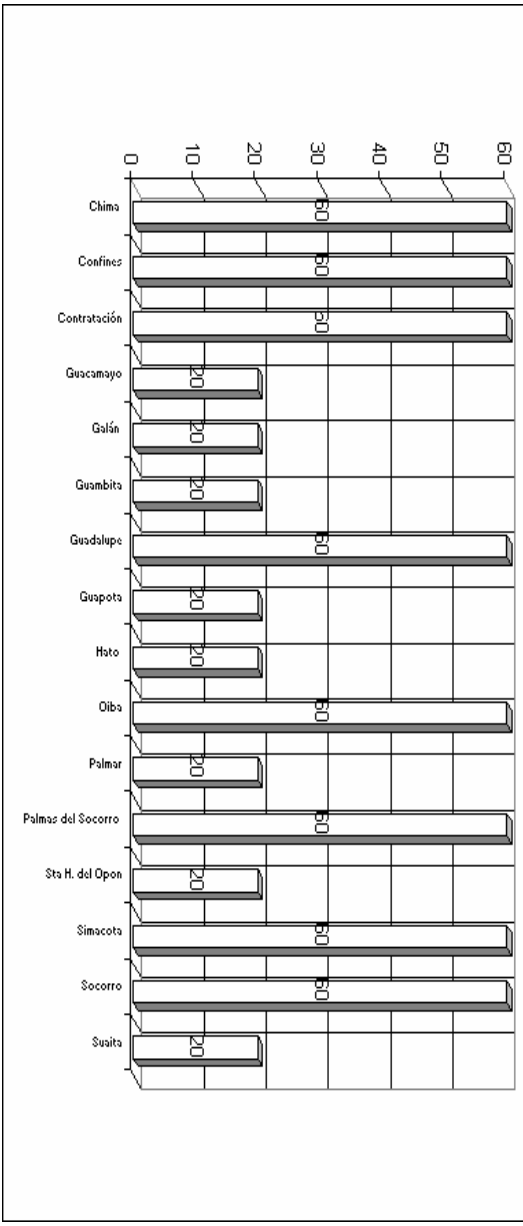 0 10 20 30 40 50 60
Chima 60
Confines 60
Contratación 60
Guacamayo 20
Galán 20
Guambita 20
Guadalupe 60
Guapota 20
Hato 20
Oiba 60
Palmar 20
Palmas del Socorro 60
Sta H. del Opon 20
Simacota 60
Socorro 60
Suaita 20